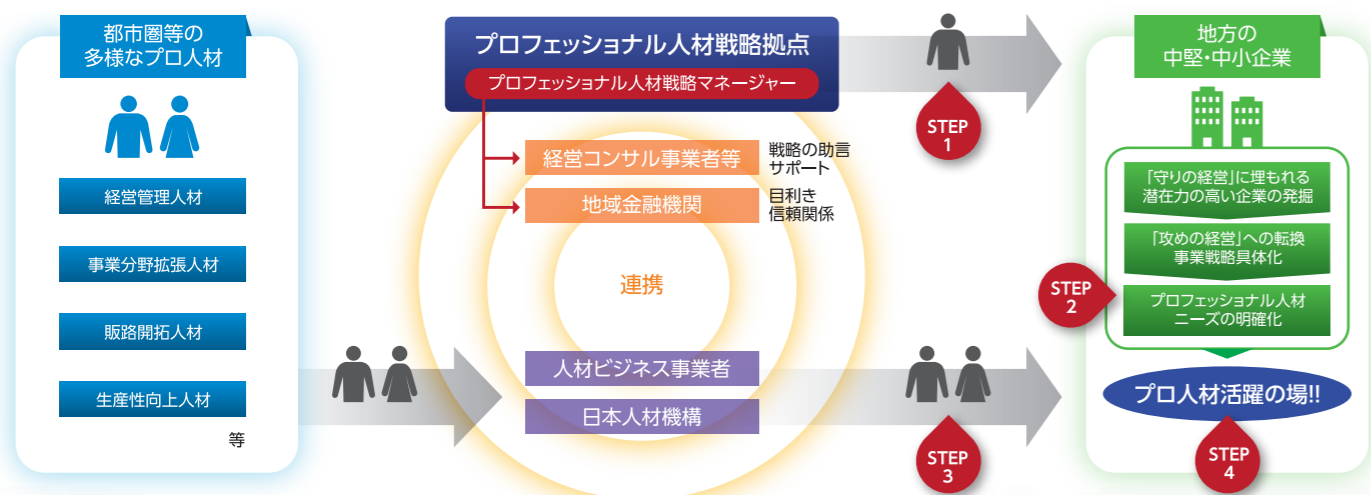 都市圏等の
多様なプロ人材
経営管理人材
事業分野拡張人材
販路開拓人材
生産性向上人材
等
プロフェッショナル人材戦略拠点
プロフェッショナル人材戦略マネージャー
経営コンサル事業者等
戦略の助言
サポート
地域金融機関
目利き
信頼関係
連携
人材ビジネス事業者
日本人材機構
STEP
1
地方の
中堅・中小企業
「守りの経営」に埋もれる
潜在力の高い企業の発掘
「攻めの経営」への転換
事業戦略具体化
STEP
2
プロフェッショナル人材
ニーズの明確化
STEP
3
プロ人材活躍の場!!
STEP
4